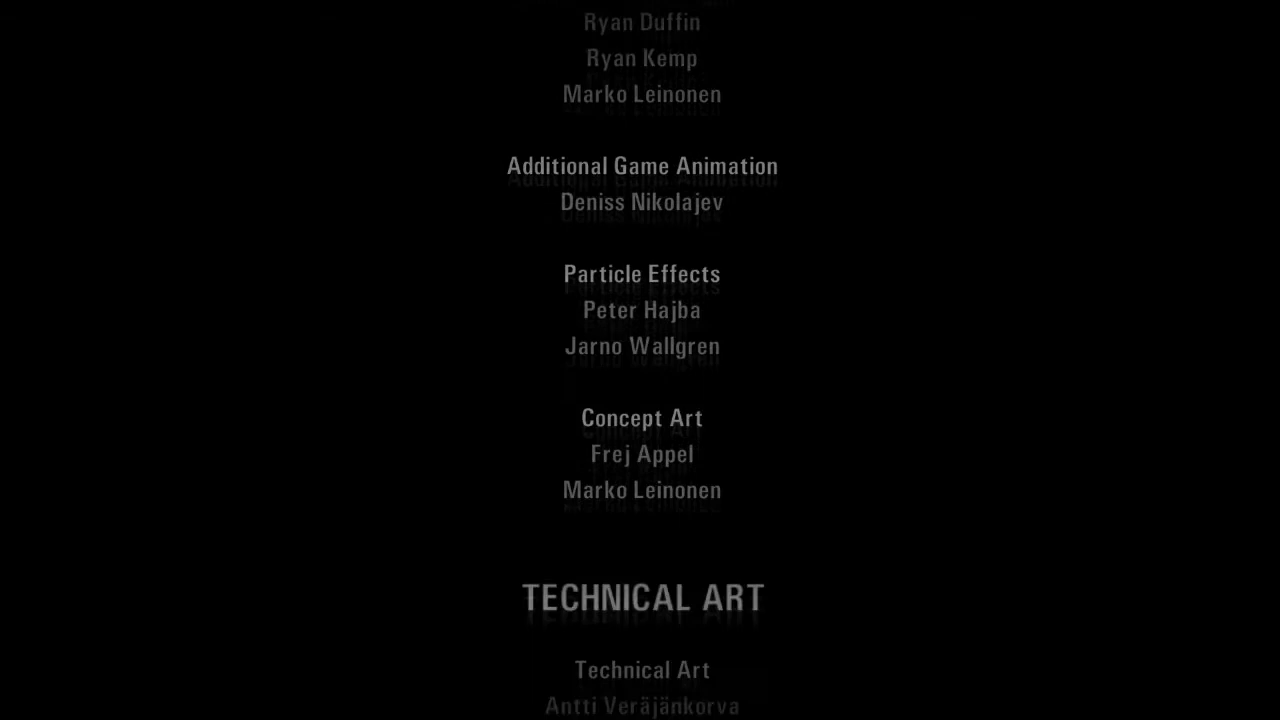 Ryan Duffin
Ryan Kemp
Marko Leinonen
Additional Game Animation
Deniss Nikolajev
Particle Effects
Peter Hajba
Jarno Wallgren
Concept Art
Frej Appel
Marko Leinonen
TECHNICAL ART
Technical Art
Antti Veräjänkorva